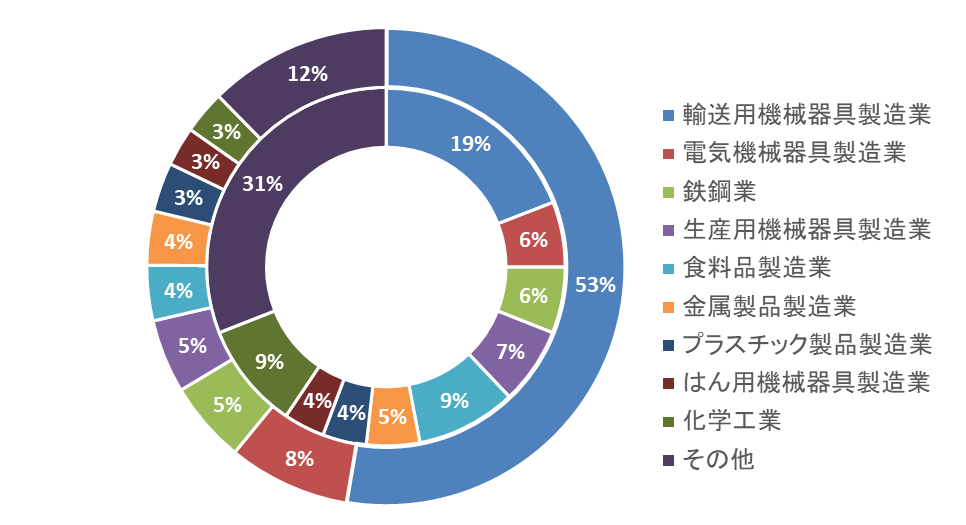 12%
3%
3%
3%
4%
4%
5%
5%
8%
53%
31%
19%
6%
6%
7%
9%
5%
4%
4%
9%
輸送用機械器具製造業
電気機械器具製造業
鉄鋼業
生産用機械器具製造業
食料品製造業
金属製品製造業
プラスチック製品製造業
はん用機械器具製造業
化学工業
その他